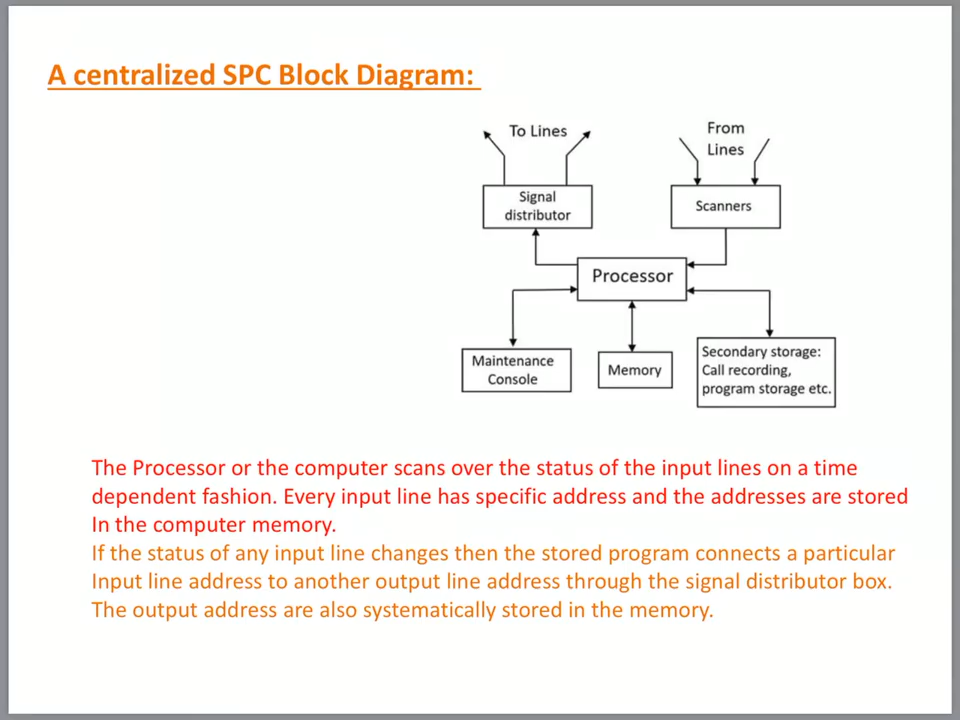 A centralized SPC Block Diagram:
To Lines
From
Lines
Signal
distributor
Scanners
Processor
Maintenance
Console
Memory
Secondary storage:
Call recording,
program storage etc.
The Processor or the computer scans over the status of the input lines on a time
dependent fashion. Every input line has specific address and the addresses are stored
In the computer memory.
If the status of any input line changes then the stored program connects a particular
Input line address to another output line address through the signal distributor box.
The output address are also systematically stored in the memory.